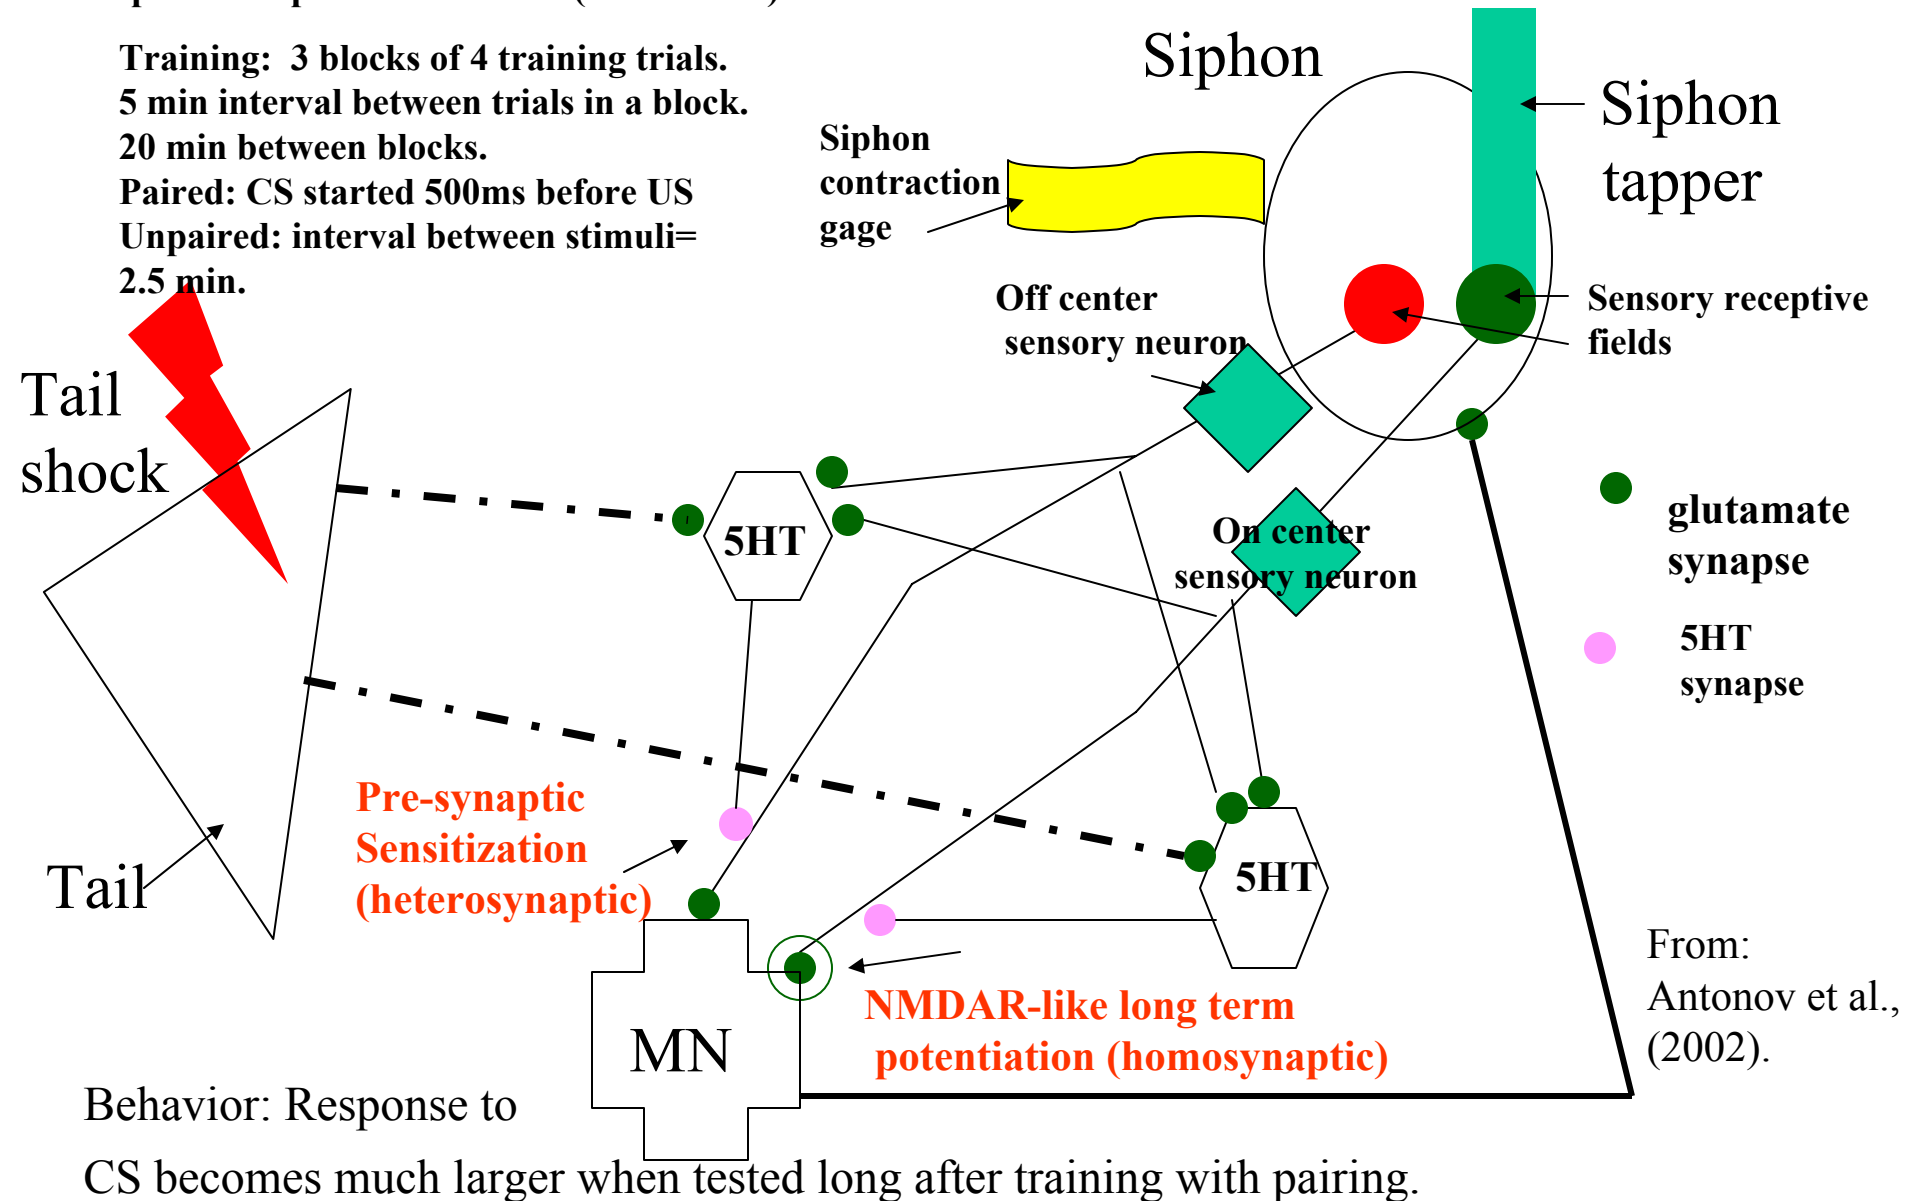 Training:  3 blocks of 4 training trials.
5 min interval between trials in a block.
20 min between blocks.
Paired: CS started 500ms before US
Unpaired: interval between stimuli=
2.5 min.
Siphon
Siphon
tapper
Siphon
contraction
gage
Off center
sensory neuron
Sensory receptive
fields
Tail
shock
5HT
On center
sensory neuron
glutamate
synapse
5HT
synapse
Pre-synaptic
Sensitization
(heterosynaptic)
Tail
5HT
NMDAR-like long term
potentiation (homosynaptic)
MN
From:
Antonov et al.,
(2002).
Behavior: Response to
CS becomes much larger when tested long after training with pairing.